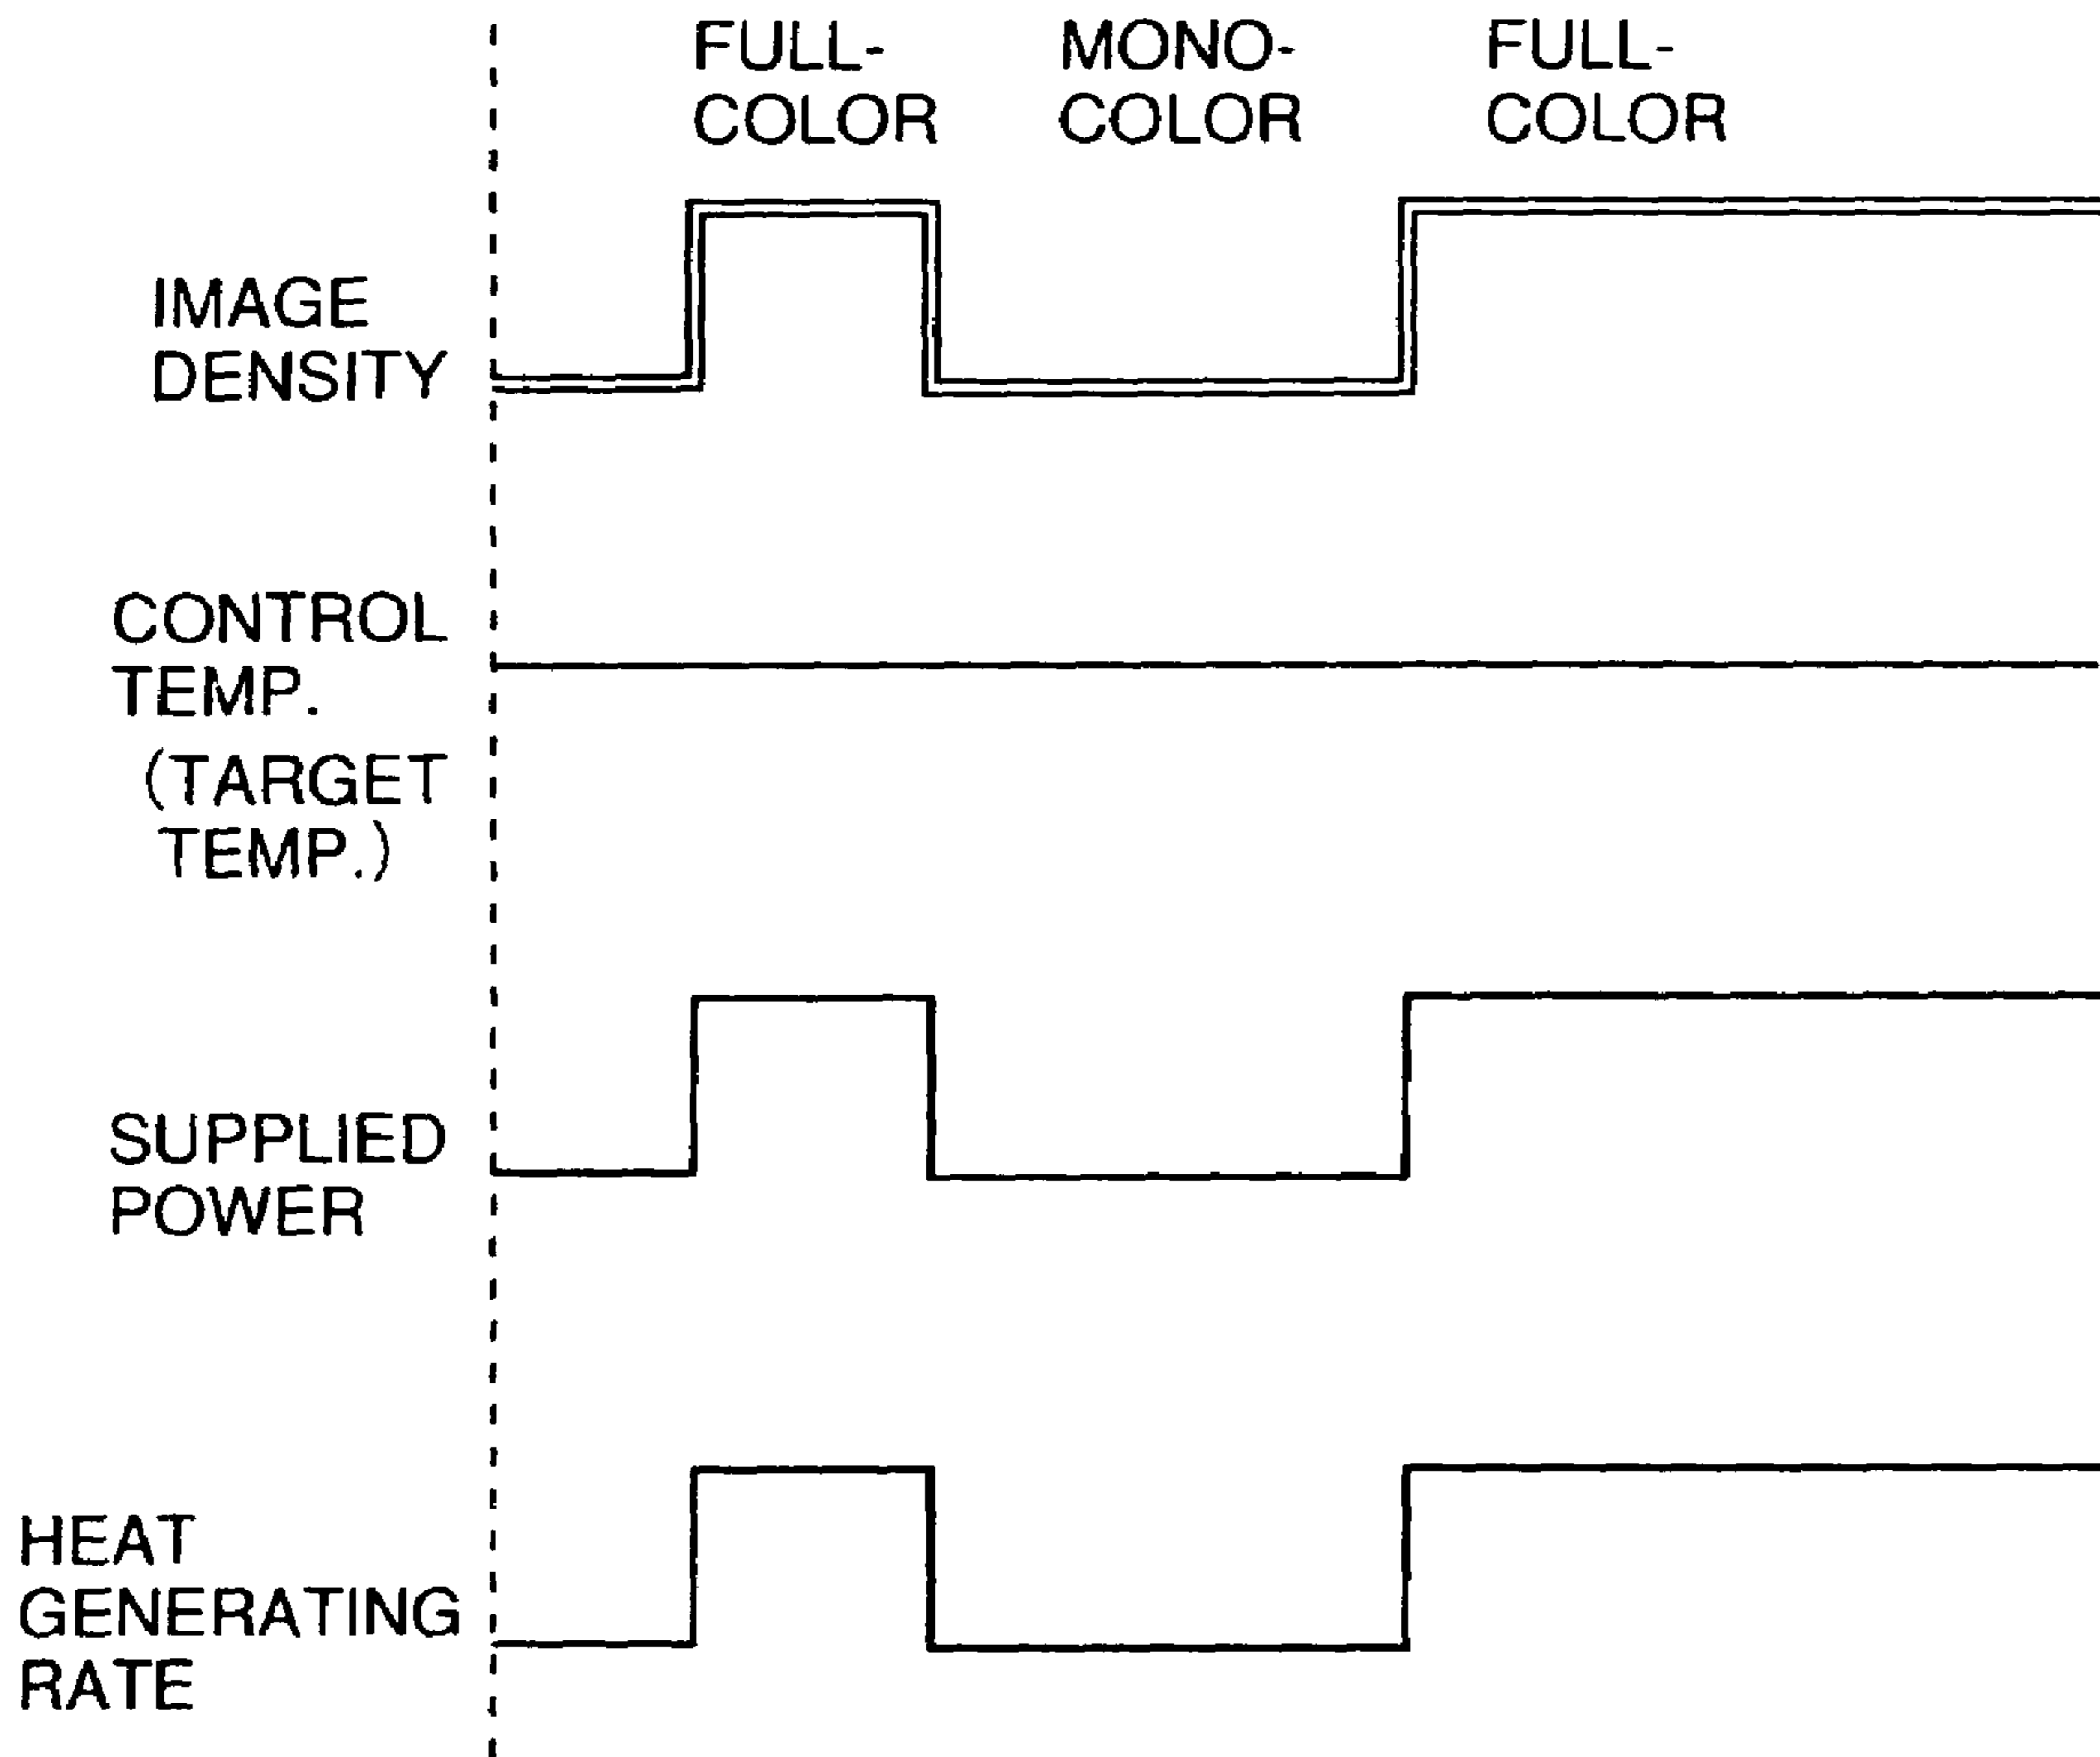 FULL-
COLOR
MONO-
COLOR
FULL-
COLOR
IMAGE
DENSITY
CONTROL
TEMP.
(TARGET
TEMP.)
SUPPLIED
POWER
HEAT
GENERATING
RATE